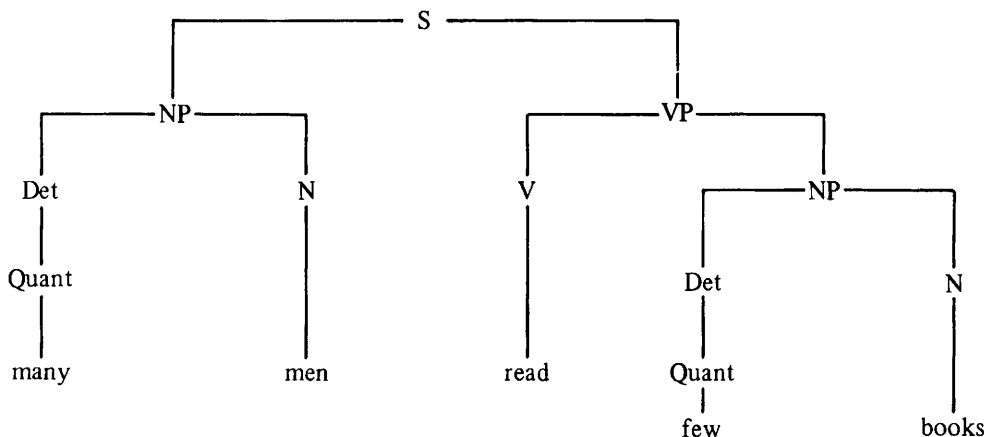 S
NP VP
Det N V NP
Quant Det N
many men read Quant
few books